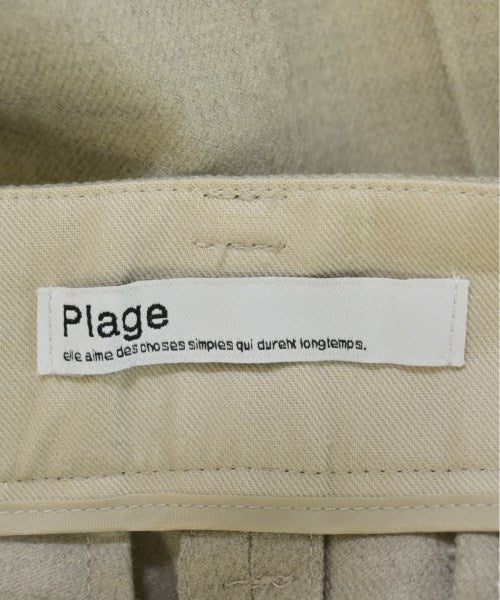 Plage
elle aime des choses simples qui durent longtemps.